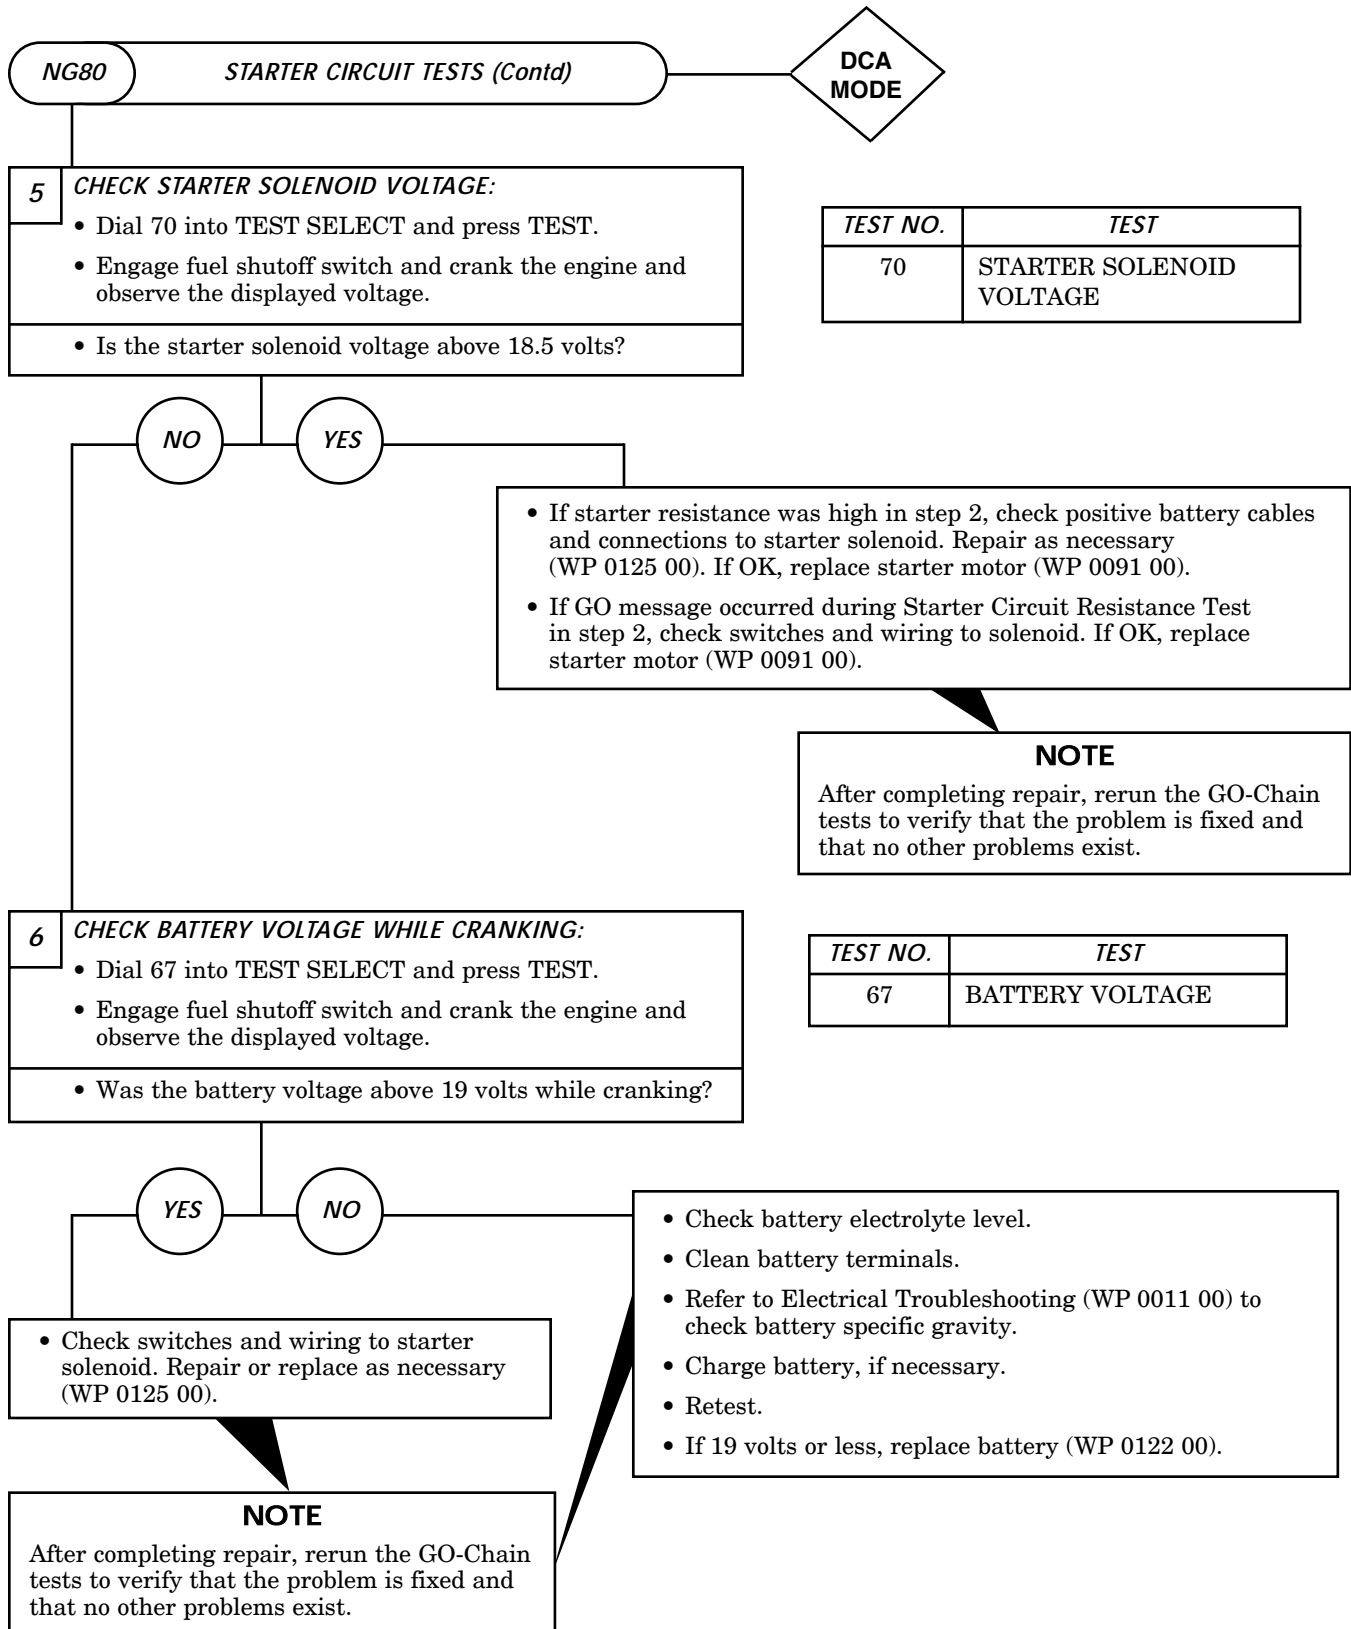 NG80
STARTER CIRCUIT TESTS (Contd)
DCA
MODE
5
CHECK STARTER SOLENOID VOLTAGE:
• Dial 70 into TEST SELECT and press TEST.
• Engage fuel shutoff switch and crank the engine and
observe the displayed voltage.
• Is the starter solenoid voltage above 18.5 volts?
TEST NO. TEST
70 STARTER SOLENOID
VOLTAGE
NO
YES
• If starter resistance was high in step 2, check positive battery cables
and connections to starter solenoid. Repair as necessary
(WP 0125 00). If OK, replace starter motor (WP 0091 00).
• If GO message occurred during Starter Circuit Resistance Test
in step 2, check switches and wiring to solenoid. If OK, replace
starter motor (WP 0091 00).
NOTE
After completing repair, rerun the GO-Chain
tests to verify that the problem is fixed and
that no other problems exist.
6
CHECK BATTERY VOLTAGE WHILE CRANKING:
• Dial 67 into TEST SELECT and press TEST.
• Engage fuel shutoff switch and crank the engine and
observe the displayed voltage.
• Was the battery voltage above 19 volts while cranking?
TEST NO. TEST
67 BATTERY VOLTAGE
YES
NO
• Check battery electrolyte level.
• Clean battery terminals.
• Refer to Electrical Troubleshooting (WP 0011 00) to
check battery specific gravity.
• Charge battery, if necessary.
• Retest.
• If 19 volts or less, replace battery (WP 0122 00).
• Check switches and wiring to starter
solenoid. Repair or replace as necessary
(WP 0125 00).
NOTE
After completing repair, rerun the GO-Chain
tests to verify that the problem is fixed and
that no other problems exist.